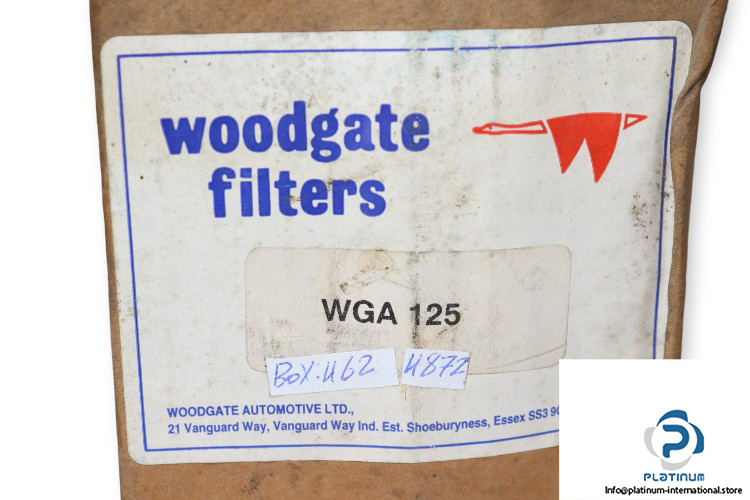 woodgate
filters
WGA 125
BOX.U62 U872
WOODGATE AUTOMOTIVE LTD.,
21 Vanguard Way, Vanguard Way Ind. Est. Shoeburyness, Essex SS3
PLATINUM
Info@platinum-international.store